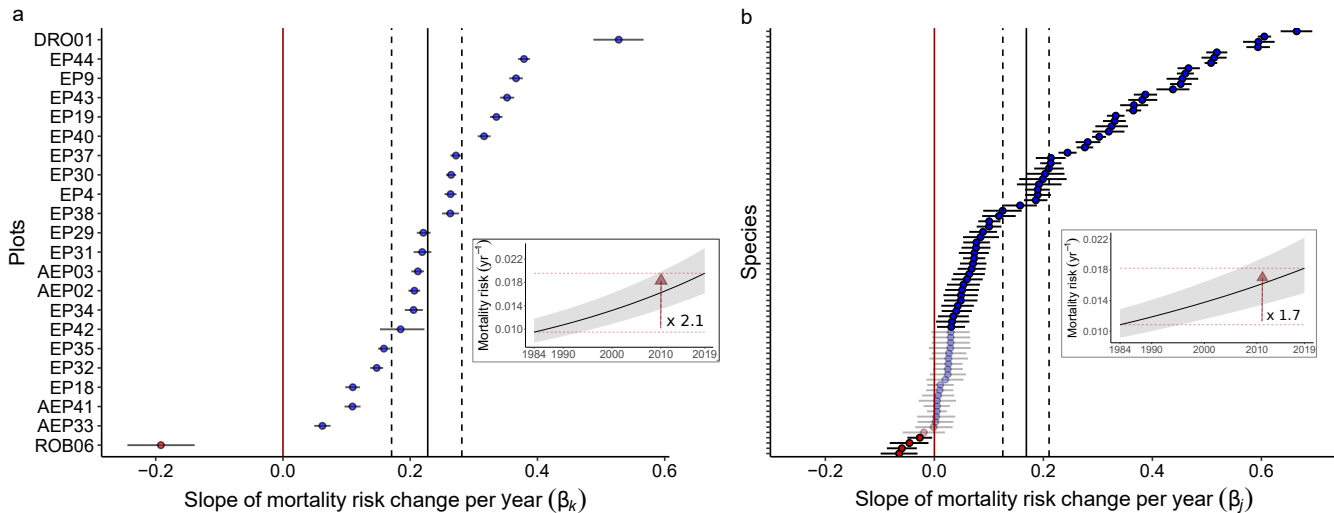 a
DRO01
EP44
EP9
EP43
EP19
EP40
EP37
EP30
EP4
EP38
EP29
EP31
AEP03
AEP02
EP34
EP42
EP35
EP32
EP18
AEP41
AEP33
ROB06
Plots
−0.2 0.0 0.2 0.4 0.6
Slope of mortality risk change per year (βk)
Mortality risk (yr−1)
0.022
0.018
0.014
0.010
x 2.1
1984 1990 2000 2010 2019
b
Species
−0.2 0.0 0.2 0.4 0.6
Slope of mortality risk change per year (βj)
Mortality risk (yr−1)
0.022
0.018
0.014
0.010
x 1.7
1984 1990 2000 2010 2019